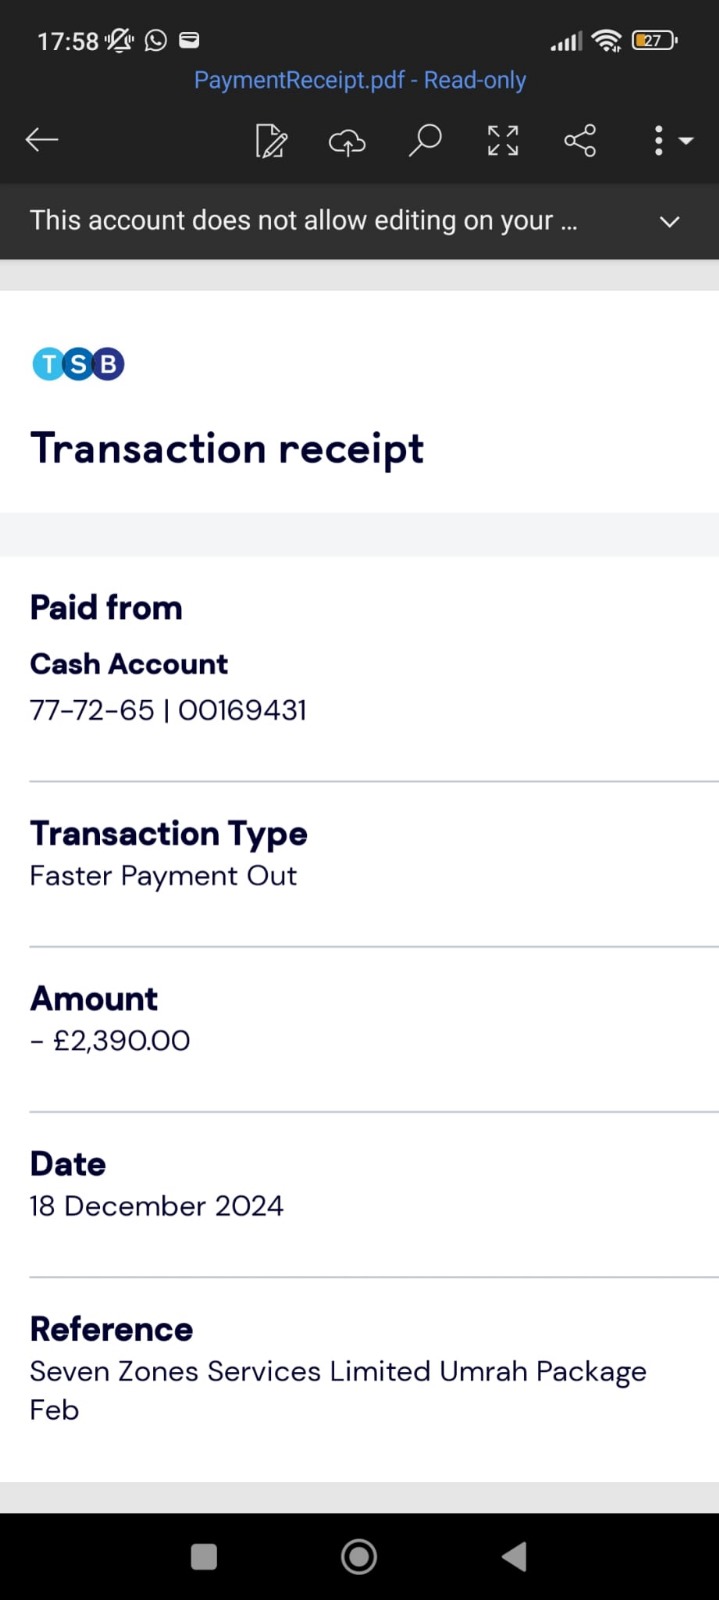 17:58
27
PaymentReceipt.pdf - Read-only
This account does not allow editing on your ...
TSB
Transaction receipt
Paid from
Cash Account
77-72-65 | 00169431
Transaction Type
Faster Payment Out
Amount
- £2,390.00
Date
18 December 2024
Reference
Seven Zones Services Limited Umrah Package
Feb